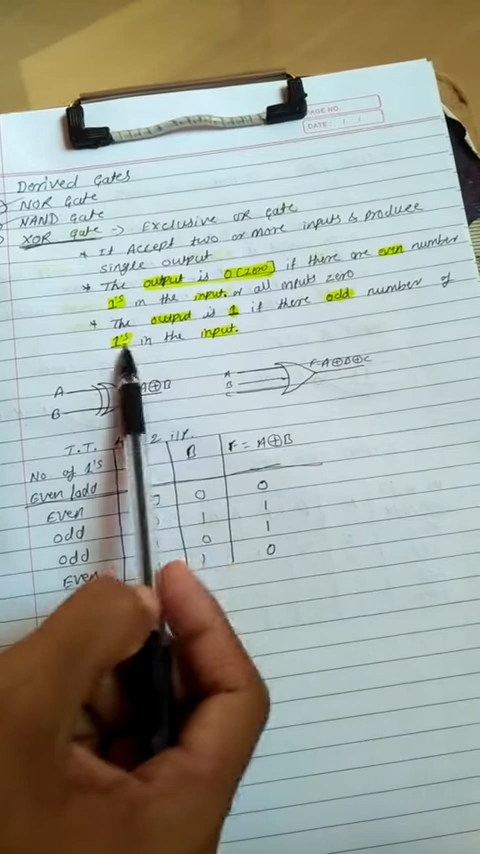 PAGE NO.
DATE: / /
Derived Gates
NOR Gate
NAND Gate
XOR gate -> Exclusive OR gate
* It Accept two or more inputs & produce
single output
* The output is 0 [zero] if there are even number
1's in the input. or all inputs zero
* The output is 1 if there odd number of
1's in the input.
A
B
A⊕B
A
B
C
F=A⊕B⊕C
T.T. 2 i/p.
No of 1's B F = A⊕B
Even/odd 0 0
Even 1 1
odd 0 1
odd 1 0
Even